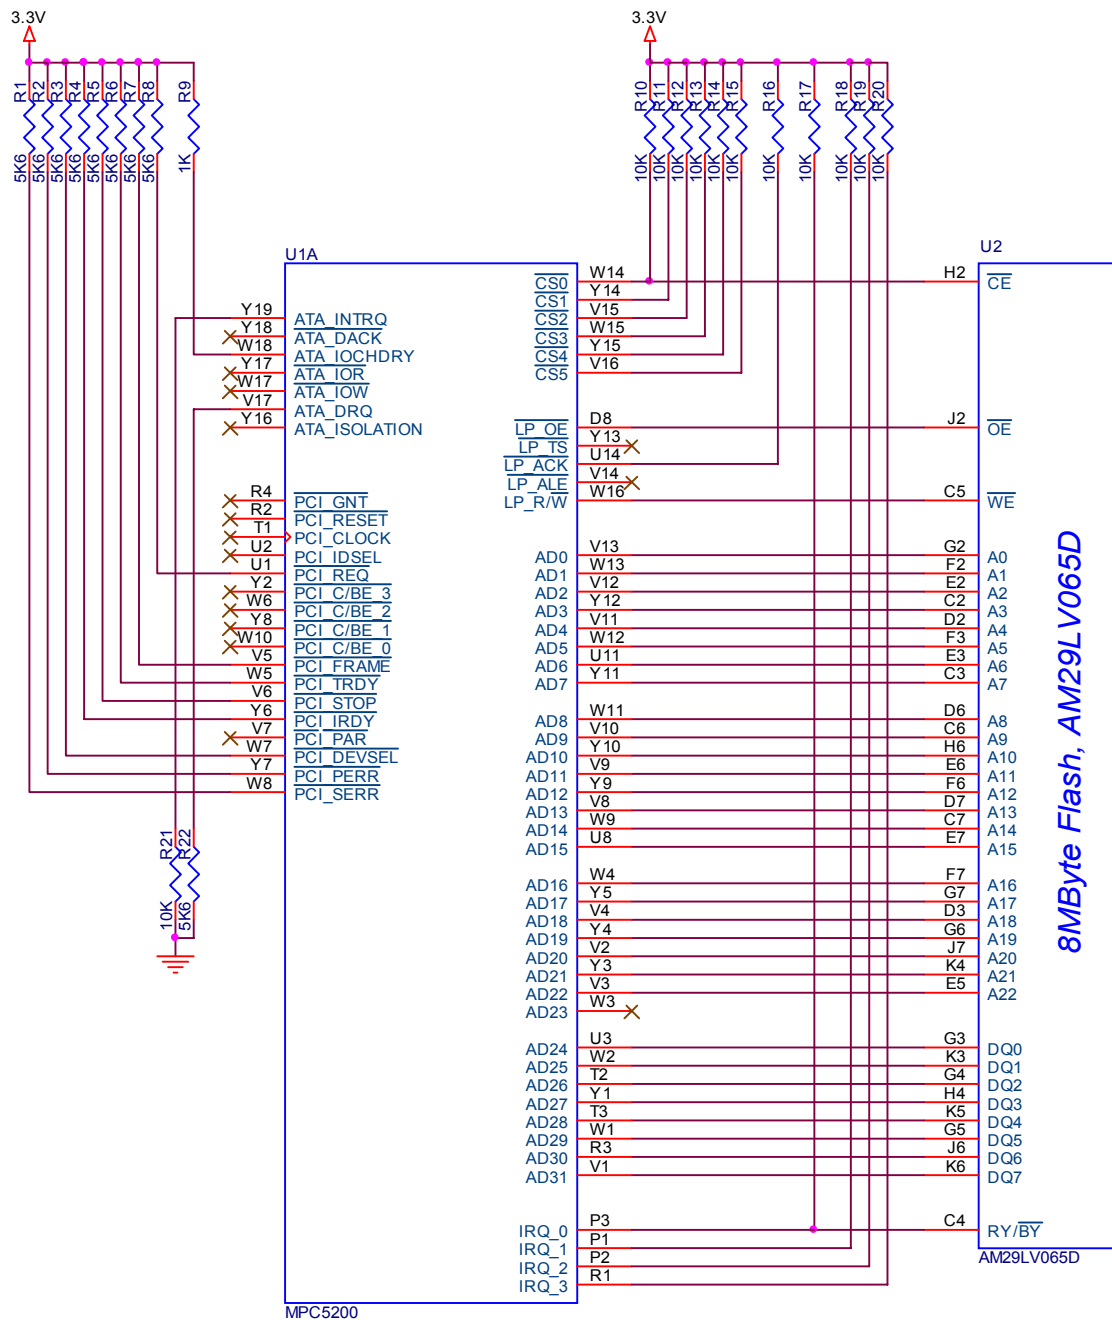 3.3V
3.3V
R1 R2 R3 R4 R5 R6 R7 R8 R9
5K6 5K6 5K6 5K6 5K6 5K6 5K6 5K6 1K
R10 R11 R12 R13 R14 R15 R16 R17 R18 R19 R20
10K 10K 10K 10K 10K 10K 10K 10K 10K 10K 10K
U1A
Y19 ATA_INTRQ
Y18 ATA_DACK
W18 ATA_IOCHDRY
Y17 ATA_IOR
W17 ATA_IOW
V17 ATA_DRQ
Y16 ATA_ISOLATION
R4 PCI_GNT
R2 PCI_RESET
T1 PCI_CLOCK
U2 PCI_IDSEL
U1 PCI_REQ
Y2 PCI_C/BE_3
W6 PCI_C/BE_2
Y8 PCI_C/BE_1
W10 PCI_C/BE_0
V5 PCI_FRAME
W5 PCI_TRDY
V6 PCI_STOP
Y6 PCI_IRDY
V7 PCI_PAR
W7 PCI_DEVSEL
Y7 PCI_PERR
W8 PCI_SERR
R21 R22
10K 5K6
U2
CS0 W14 H2 CE
CS1 Y14
CS2 V15
CS3 W15
CS4 Y15
CS5 V16
LP_OE D8 J2 OE
LP_TS Y13
LP_ACK U14
LP_ALE V14
LP_R/W W16 C5 WE
AD0 V13 G2 A0
AD1 W13 F2 A1
AD2 V12 E2 A2
AD3 Y12 C2 A3
AD4 V11 D2 A4
AD5 W12 F3 A5
AD6 U11 E3 A6
AD7 Y11 C3 A7
AD8 W11 D6 A8
AD9 V10 C6 A9
AD10 Y10 H6 A10
AD11 V9 E6 A11
AD12 Y9 F6 A12
AD13 V8 D7 A13
AD14 W9 C7 A14
AD15 U8 E7 A15
AD16 W4 F7 A16
AD17 Y5 G7 A17
AD18 V4 D3 A18
AD19 Y4 G6 A19
AD20 V2 J7 A20
AD21 Y3 K4 A21
AD22 V3 E5 A22
AD23 W3
AD24 U3 G3 DQ0
AD25 W2 K3 DQ1
AD26 T2 G4 DQ2
AD27 Y1 H4 DQ3
AD28 T3 K5 DQ4
AD29 W1 G5 DQ5
AD30 R3 J6 DQ6
AD31 V1 K6 DQ7
IRQ_0 P3 C4 RY/BY
IRQ_1 P1
IRQ_2 P2
IRQ_3 R1
8MByte Flash, AM29LV065D
AM29LV065D
MPC5200